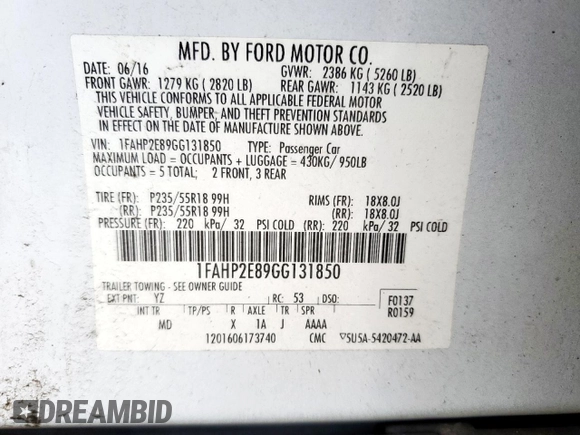 MFD. BY FORD MOTOR CO.
DATE: 06/16 GVWR: 2386 KG ( 5260 LB)
FRONT GAWR: 1279 KG ( 2820 LB) REAR GAWR: 1143 KG ( 2520 LB)
THIS VEHICLE CONFORMS TO ALL APPLICABLE FEDERAL MOTOR
VEHICLE SAFETY, BUMPER, AND THEFT PREVENTION STANDARDS
IN EFFECT ON THE DATE OF MANUFACTURE SHOWN ABOVE.
VIN: 1FAHP2E89GG131850 TYPE: Passenger Car
MAXIMUM LOAD = OCCUPANTS + LUGGAGE = 430KG/ 950LB
OCCUPANTS = 5 TOTAL; 2 FRONT, 3 REAR
TIRE (FR): P235/55R18 99H RIMS (FR): 18X8.0J
(RR): P235/55R18 99H (RR): 18X8.0J
PRESSURE (FR): 220 kPa/ 32 PSI COLD (RR): 220 kPa/ 32 PSI COLD
1FAHP2E89GG131850
TRAILER TOWING - SEE OWNER GUIDE
EXT PNT: YZ RC: 53 DSO: F0137
INT TR TP/PS R AXLE TR SPR R0159
MD X 1A J AAAA
1201606173740 CMC 5U5A-5420472-AA
DREAMBID